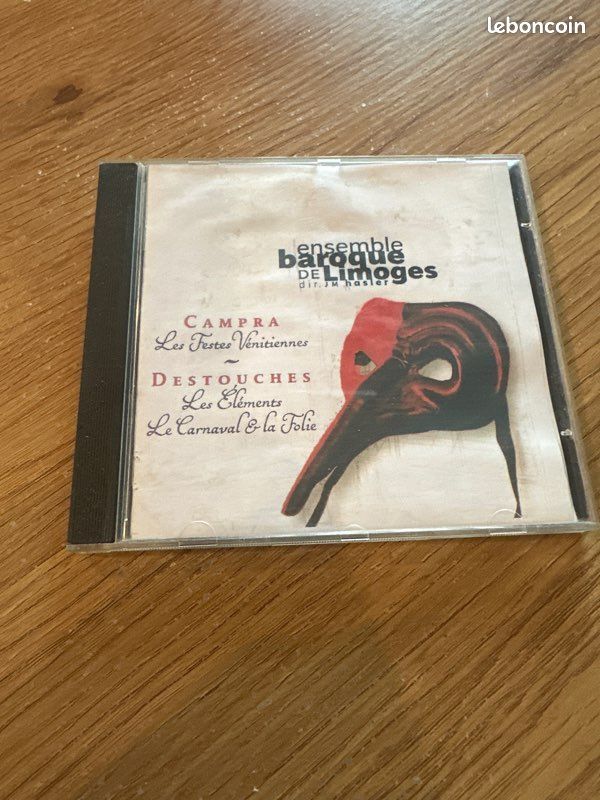 leboncoin
ensemble
baroque
DE Limoges
dir. JM hasler
CAMPRA
Les Festes Vénitiennes
~
DESTOUCHES
Les Éléments
Le Carnaval & la Folie